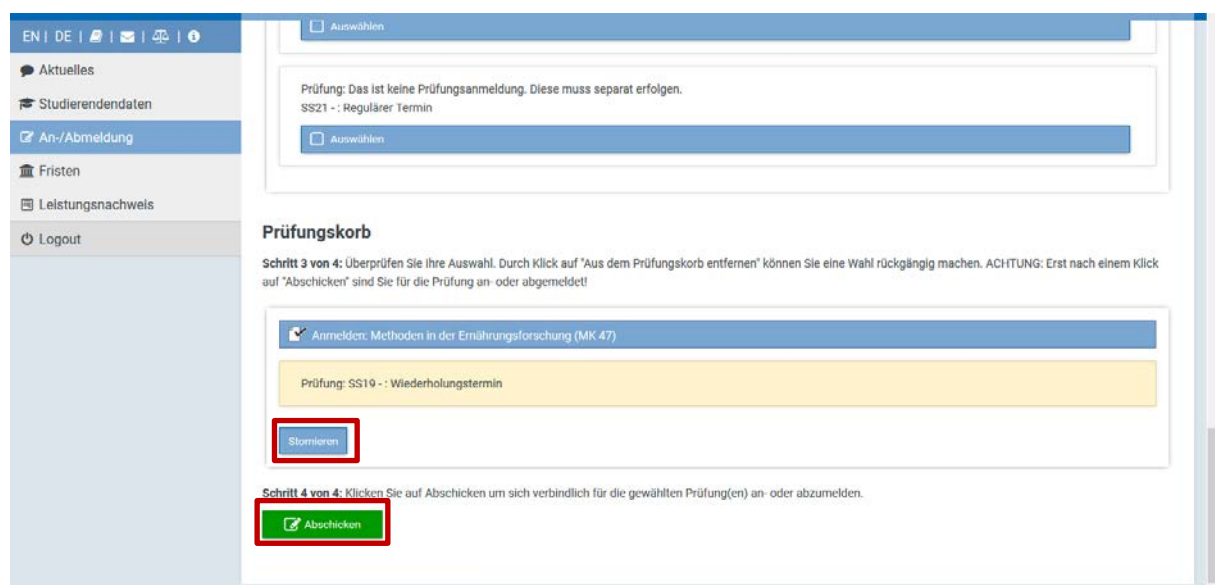 EN | DE | | | |
Aktuelles
Studierendendaten
An-/Abmeldung
Fristen
Leistungsnachweis
Logout
Auswählen
Prüfung: Das ist keine Prüfungsanmeldung. Diese muss separat erfolgen.
SS21 - : Regulärer Termin
Auswählen
Prüfungskorb
Schritt 3 von 4: Überprüfen Sie Ihre Auswahl. Durch Klick auf "Aus dem Prüfungskorb entfernen" können Sie eine Wahl rückgängig machen. ACHTUNG: Erst nach einem Klick
auf "Abschicken" sind Sie für die Prüfung an- oder abgemeldet!
Anmelden: Methoden in der Ernährungsforschung (MK 47)
Prüfung: SS19 - : Wiederholungstermin
Stornieren
Schritt 4 von 4: Klicken Sie auf Abschicken um sich verbindlich für die gewählten Prüfung(en) an- oder abzumelden.
Abschicken